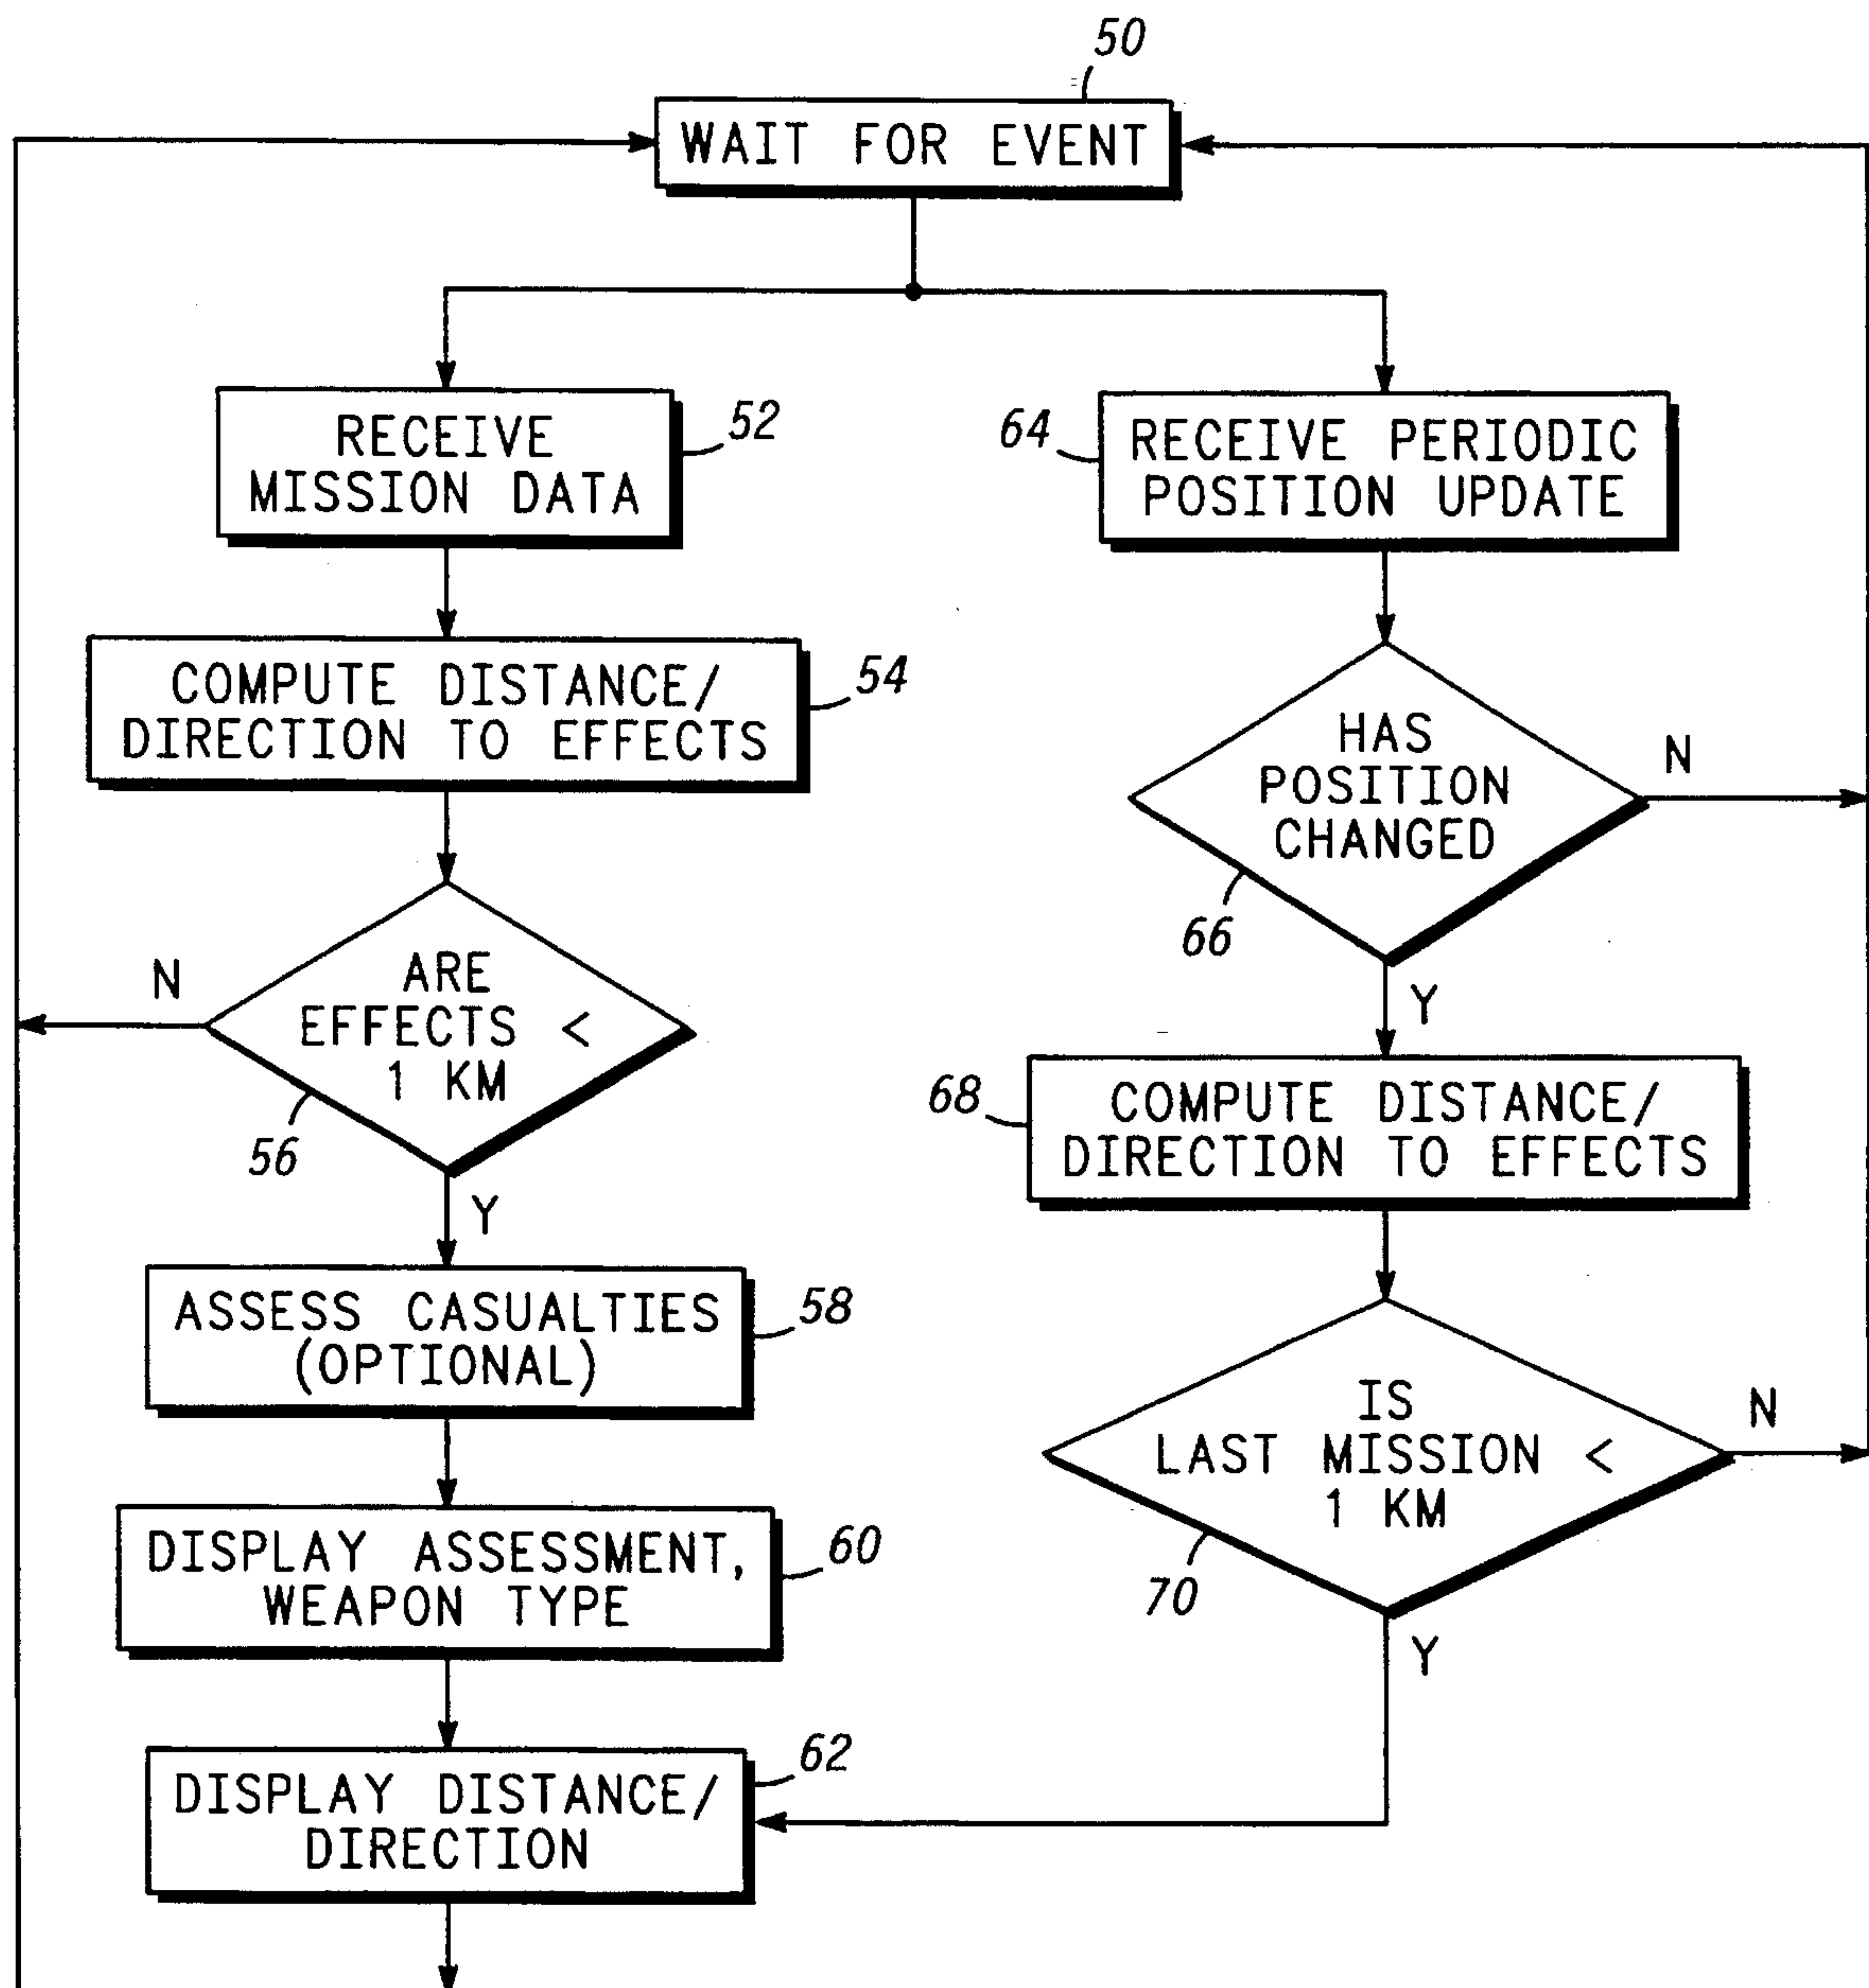 50
WAIT FOR EVENT
RECEIVE
MISSION DATA
52
COMPUTE DISTANCE/
DIRECTION TO EFFECTS
54
ARE
EFFECTS <
1 KM
N
56
Y
ASSESS CASUALTIES
(OPTIONAL)
58
DISPLAY ASSESSMENT,
WEAPON TYPE
60
DISPLAY DISTANCE/
DIRECTION
62
64
RECEIVE PERIODIC
POSITION UPDATE
HAS
POSITION
CHANGED
N
66
Y
68
COMPUTE DISTANCE/
DIRECTION TO EFFECTS
IS
LAST MISSION <
1 KM
N
70
Y